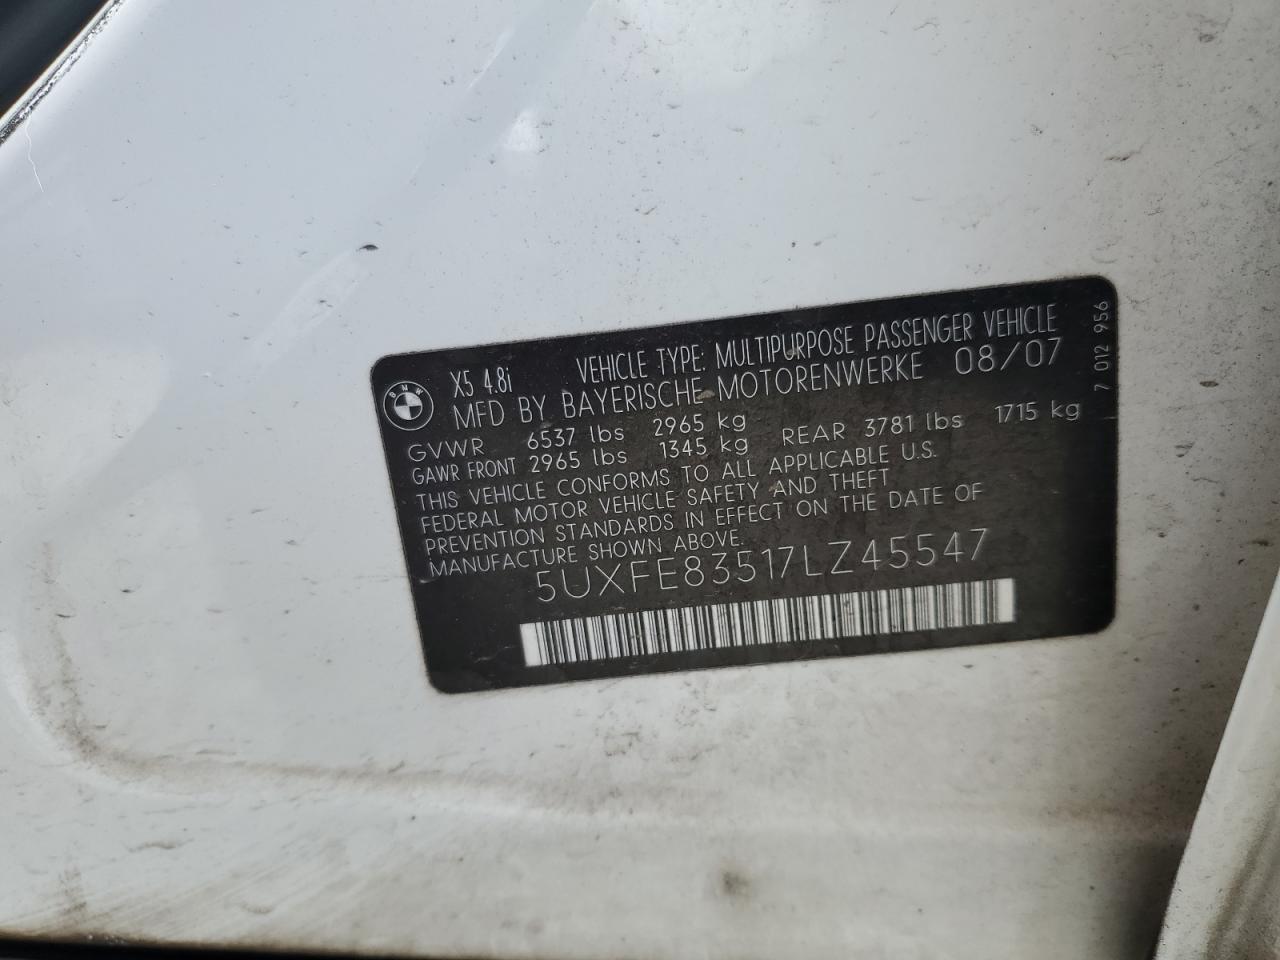 BMW
X5 4.8i VEHICLE TYPE: MULTIPURPOSE PASSENGER VEHICLE
MFD BY BAYERISCHE MOTORENWERKE 08/07
GVWR 6537 lbs 2965 kg
GAWR FRONT 2965 lbs 1345 kg REAR 3781 lbs 1715 kg
THIS VEHICLE CONFORMS TO ALL APPLICABLE U.S.
FEDERAL MOTOR VEHICLE SAFETY AND THEFT
PREVENTION STANDARDS IN EFFECT ON THE DATE OF
MANUFACTURE SHOWN ABOVE.
5UXFE83517LZ45547
7 012 956